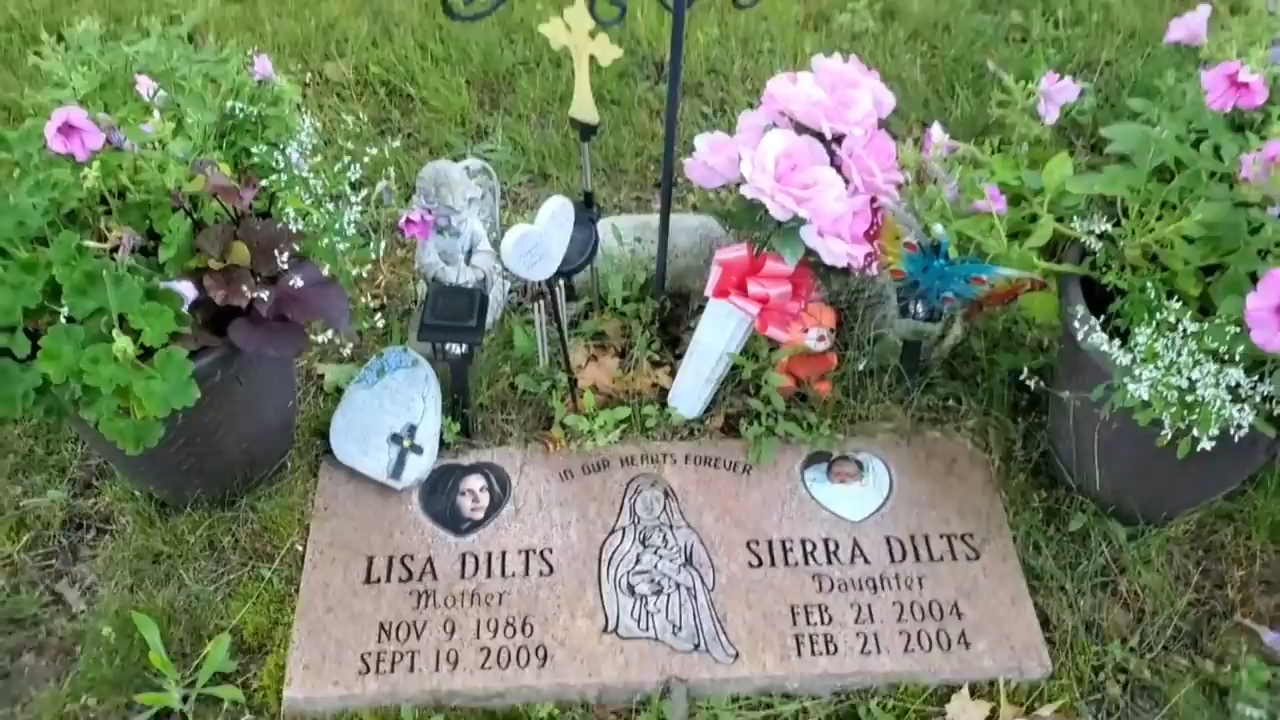 IN OUR HEARTS FOREVER
LISA DILTS
Mother
NOV. 9. 1986
SEPT. 19. 2009
SIERRA DILTS
Daughter
FEB. 21. 2004
FEB. 21. 2004